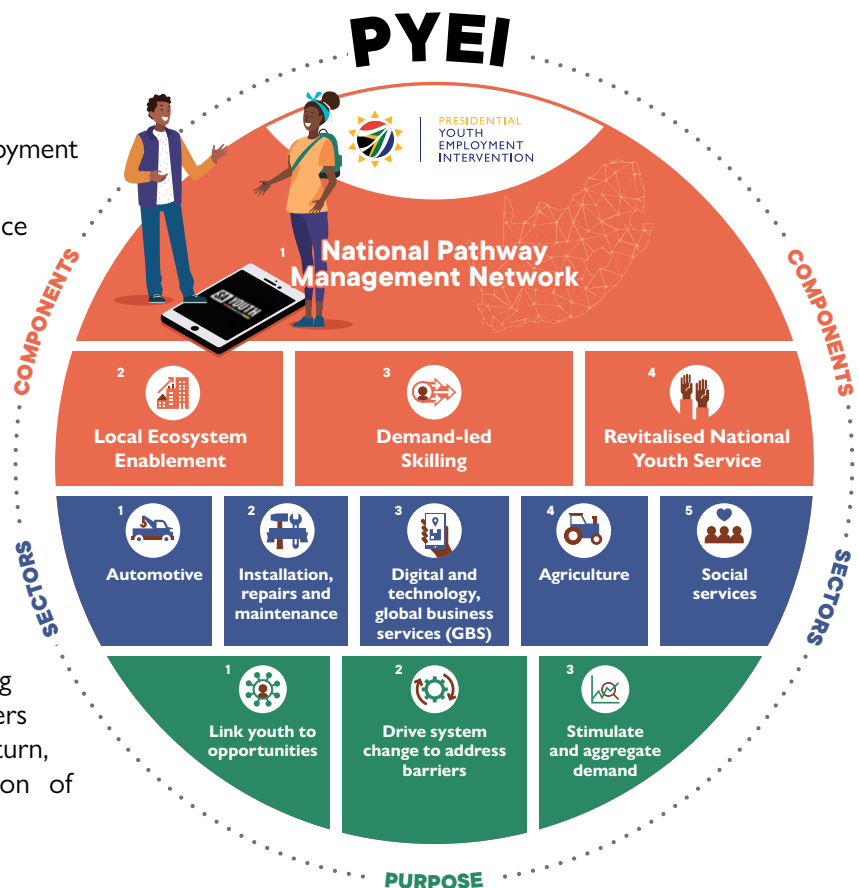 PYEI
PRESIDENTIAL
YOUTH
EMPLOYMENT
INTERVENTION
oyment
ce
COMPONENTS
COMPONENTS
1
National Pathway
Management Network
YOUTH
2
Local Ecosystem
Enablement
3
Demand-led
Skilling
4
Revitalised National
Youth Service
SECTORS
SECTORS
1
Automotive
2
Installation,
repairs and
maintenance
3
Digital and
technology,
global business
services (GBS)
4
Agriculture
5
Social
services
g
ers
turn,
on of
1
Link youth to
opportunities
2
Drive system
change to address
barriers
3
Stimulate
and aggregate
demand
PURPOSE